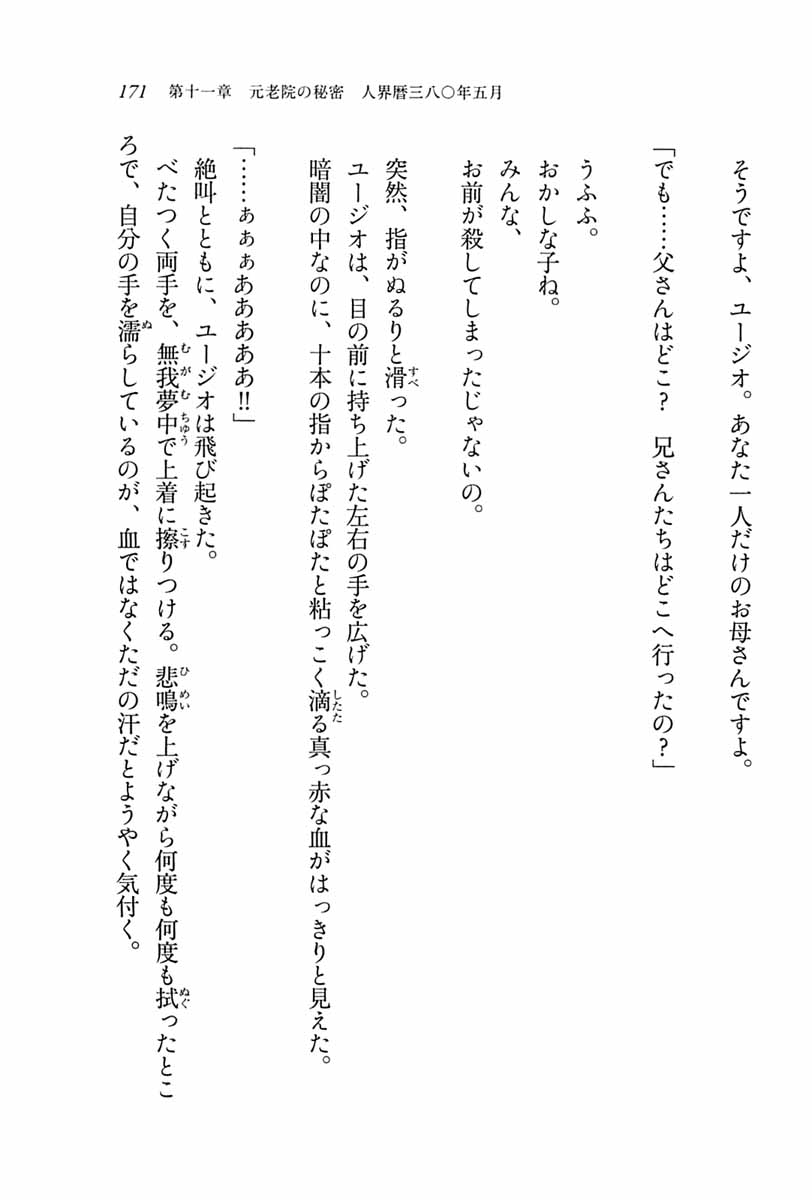 171 第十一章 元老院の秘密 人界暦三八〇年五月
そうですよ、ユージオ。あなた一人だけのお母さんですよ。
「でも……父さんはどこ? 兄さんたちはどこへ行ったの?」
うふふ。
おかしな子ね。
みんな、
お前が殺してしまったじゃないの。
突然、指がぬるりと滑った。
ユージオは、目の前に持ち上げた左右の手を広げた。
暗闇の中なのに、十本の指からぽたぽたと粘っこく滴る真っ赤な血がはっきりと見えた。
「……ぁぁぁあああああ!!」
絶叫とともに、ユージオは飛び起きた。
べたつく両手を、無我夢中で上着に擦りつける。悲鳴を上げながら何度も何度も拭ったとこ
ろで、自分の手を濡らしているのが、血ではなくただの汗だとようやく気付く。